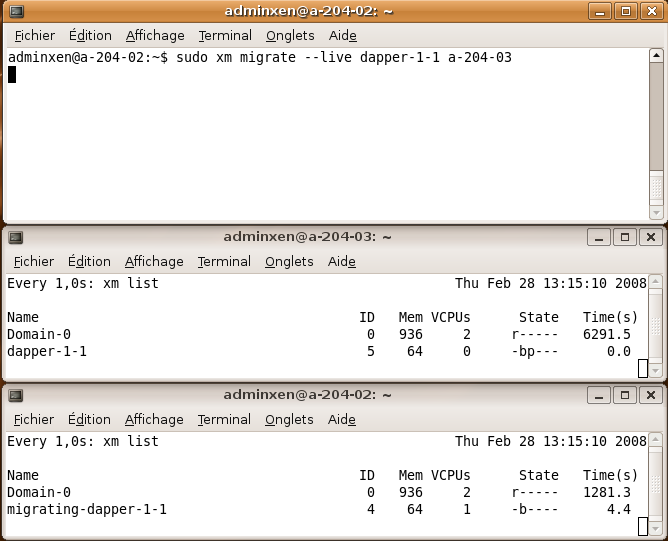 adminxen@a-204-02: ~
Fichier Édition Affichage Terminal Onglets Aide
adminxen@a-204-02:~$ sudo xm migrate --live dapper-1-1 a-204-03
adminxen@a-204-03: ~
Fichier Édition Affichage Terminal Onglets Aide
Every 1,0s: xm list Thu Feb 28 13:15:10 2008
Name ID Mem VCPUs State Time(s)
Domain-0 0 936 2 r----- 6291.5
dapper-1-1 5 64 0 -bp--- 0.0
adminxen@a-204-02: ~
Fichier Édition Affichage Terminal Onglets Aide
Every 1,0s: xm list Thu Feb 28 13:15:10 2008
Name ID Mem VCPUs State Time(s)
Domain-0 0 936 2 r----- 1281.3
migrating-dapper-1-1 4 64 1 -b---- 4.4